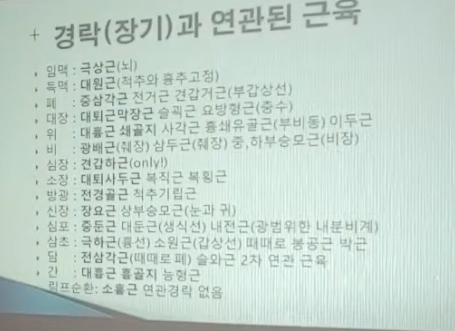 + 경락(장기)과 연관된 근육
임맥 : 극상근(뇌)
독맥 : 대원근(척추와 흉추고정)
폐 : 중삼각근 전거근 견갑거근(부갑상선)
대장 : 대퇴근막장근 슬괵근 요방형근(충수)
위 : 대흉근 쇄골지 사각근 흉쇄유골근(부비동) 이두근
비 : 광배근(췌장) 삼두근(췌장) 중,하부승모근(비장)
심장 : 견갑하근(only!)
소장 : 대퇴사두근 복직근 복횡근
방광 : 전경골근 척추기립근
신장 : 장요근 상부승모근(눈과 귀)
심포 : 중둔근 대둔근(생식선) 내전근(광범위한 내분비계)
삼초 : 극하근(흉선) 소원근(갑상선) 때때로 봉공근 박근
담 : 전삼각근(때때로 폐) 슬와근 2차 연관 근육
간 : 대흉근 흉골지 능형근
림프순환: 소흉근 연관경락 없음